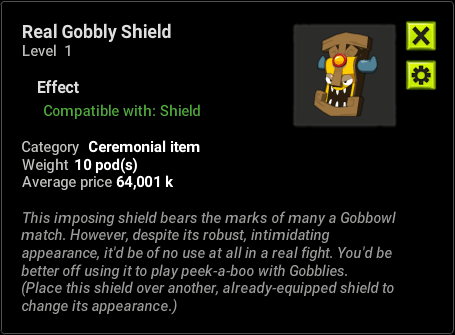 Real Gobbly Shield
Level 1
Effect
Compatible with: Shield
Category Ceremonial item
Weight 10 pod(s)
Average price 64,001 k
This imposing shield bears the marks of many a Gobbowl
match. However, despite its robust, intimidating
appearance, it'd be of no use at all in a real fight. You'd be
better off using it to play peek-a-boo with Gobblies.
(Place this shield over another, already-equipped shield to
change its appearance.)